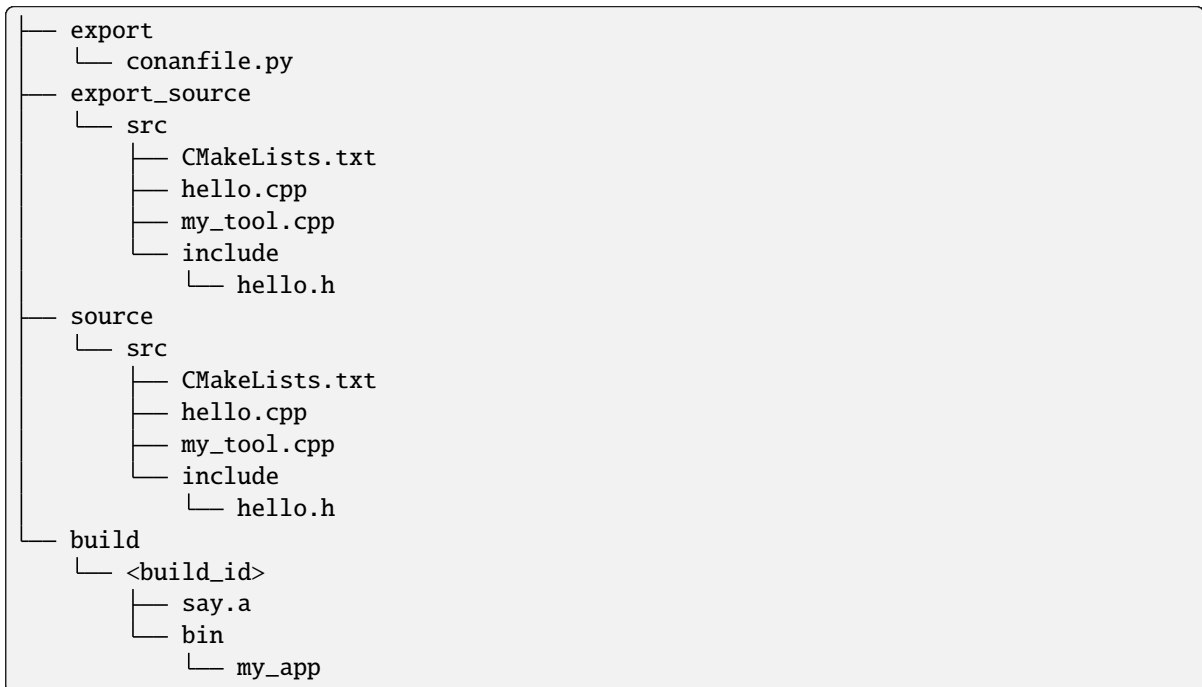 ├── export
│   └── conanfile.py
├── export_source
│   └── src
│       ├── CMakeLists.txt
│       ├── hello.cpp
│       ├── my_tool.cpp
│       └── include
│           └── hello.h
├── source
│   └── src
│       ├── CMakeLists.txt
│       ├── hello.cpp
│       ├── my_tool.cpp
│       └── include
│           └── hello.h
└── build
    └── <build_id>
        ├── say.a
        └── bin
            └── my_app